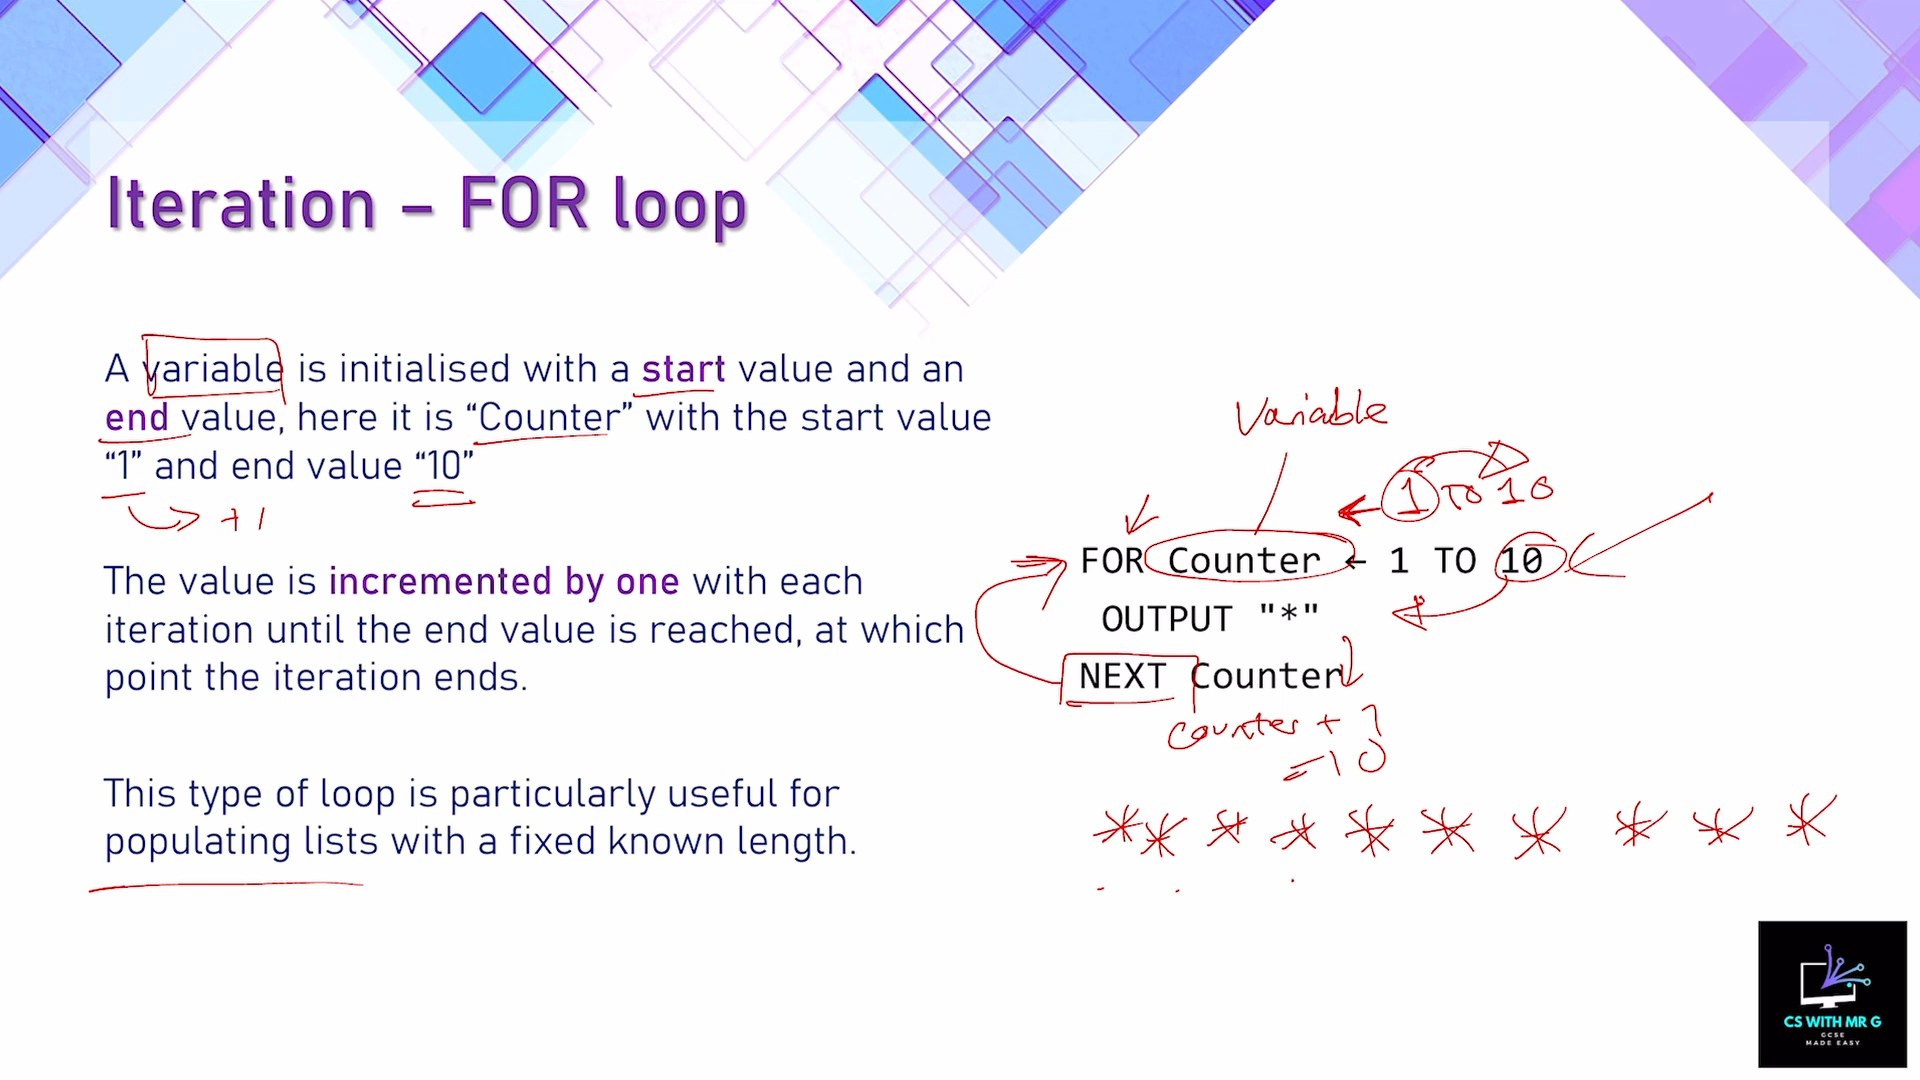 Iteration – FOR loop
A variable is initialised with a start value and an
end value, here it is “Counter” with the start value
“1” and end value “10”
+1
The value is incremented by one with each
iteration until the end value is reached, at which
point the iteration ends.
This type of loop is particularly useful for
populating lists with a fixed known length.
Variable
1 TO 10
FOR Counter ← 1 TO 10
OUTPUT "*"
NEXT Counter
counter + 1
=10
* * * * * * * * * *
CS WITH MR G
GCSE
MADE EASY